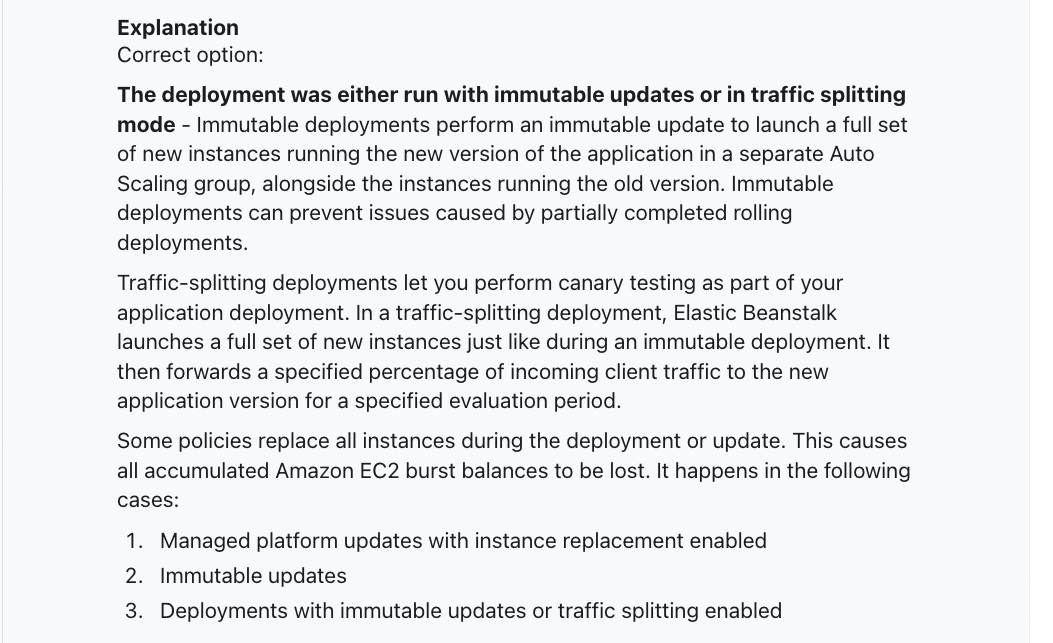 Explanation
Correct option:
The deployment was either run with immutable updates or in traffic splitting
mode - Immutable deployments perform an immutable update to launch a full set
of new instances running the new version of the application in a separate Auto
Scaling group, alongside the instances running the old version. Immutable
deployments can prevent issues caused by partially completed rolling
deployments.
Traffic-splitting deployments let you perform canary testing as part of your
application deployment. In a traffic-splitting deployment, Elastic Beanstalk
launches a full set of new instances just like during an immutable deployment. It
then forwards a specified percentage of incoming client traffic to the new
application version for a specified evaluation period.
Some policies replace all instances during the deployment or update. This causes
all accumulated Amazon EC2 burst balances to be lost. It happens in the following
cases:
1. Managed platform updates with instance replacement enabled
2. Immutable updates
3. Deployments with immutable updates or traffic splitting enabled